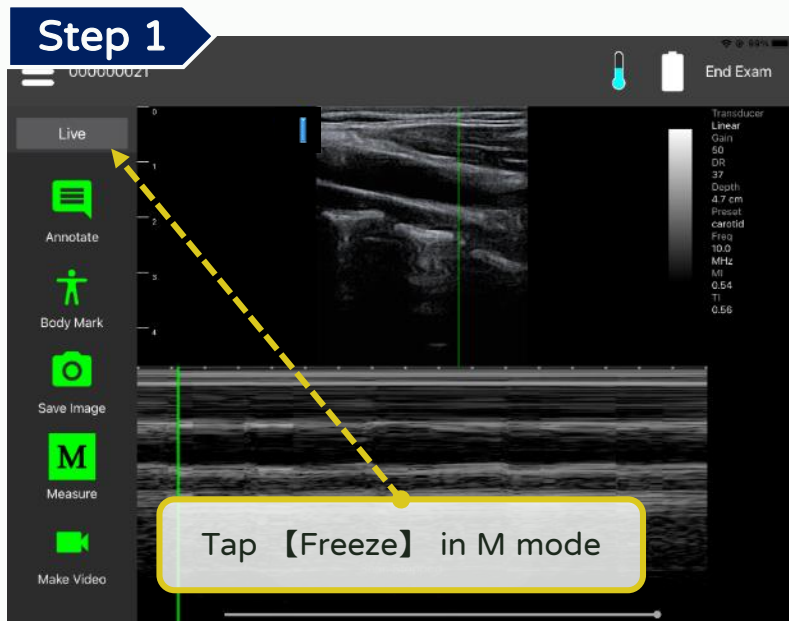 Step 1
000000021
99%
End Exam
Live
Annotate
Body Mark
Save Image
M
Measure
Make Video
0
1
2
3
4
Transducer
Linear
Gain
50
DR
37
Depth
4.7 cm
Preset
carotid
Freq
10.0
MHz
MI
0.54
TI
0.56
Tap 【Freeze】 in M mode